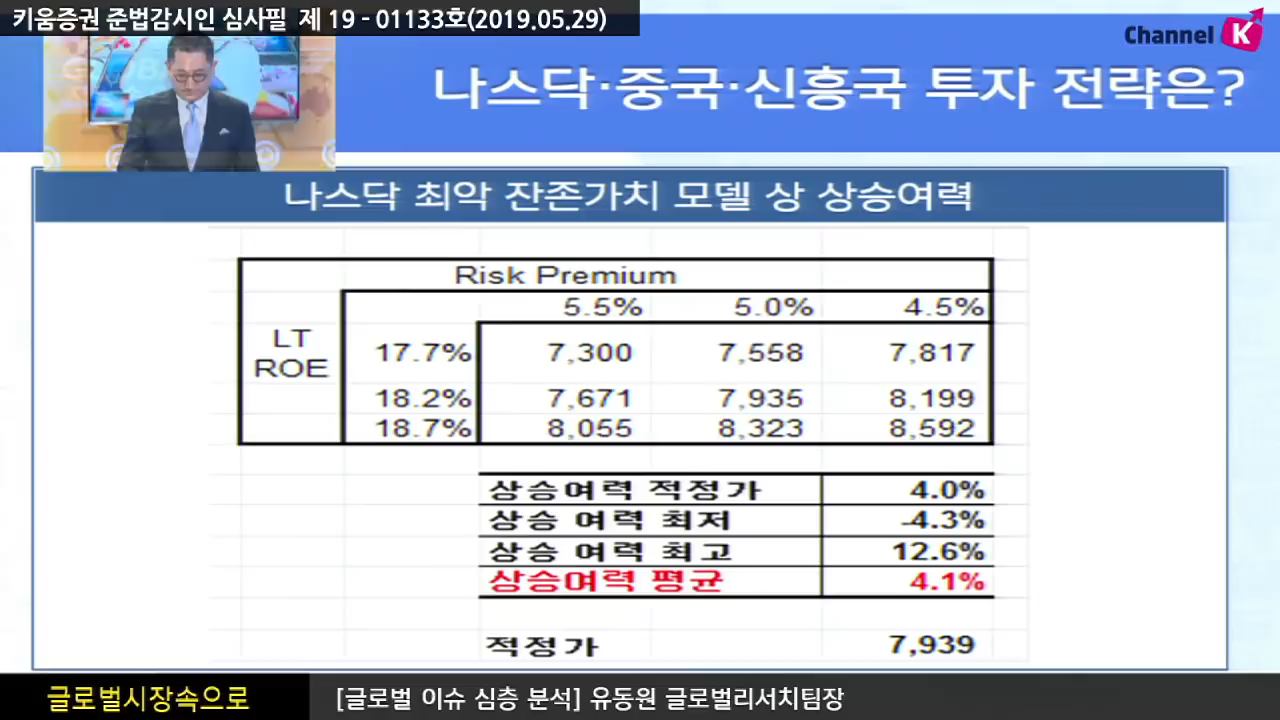 키움증권 준법감시인 심사필 제 19 - 01133호(2019.05.29)
Channel K
나스닥·중국·신흥국 투자 전략은?
나스닥 최악 잔존가치 모델 상 상승여력
Risk Premium
5.5% 5.0% 4.5%
LT
ROE
17.7% 7,300 7,558 7,817
18.2% 7,671 7,935 8,199
18.7% 8,055 8,323 8,592
상승여력 적정가 4.0%
상승 여력 최저 -4.3%
상승 여력 최고 12.6%
상승여력 평균 4.1%
적정가 7,939
글로벌시장속으로
[글로벌 이슈 심층 분석] 유동원 글로벌리서치팀장